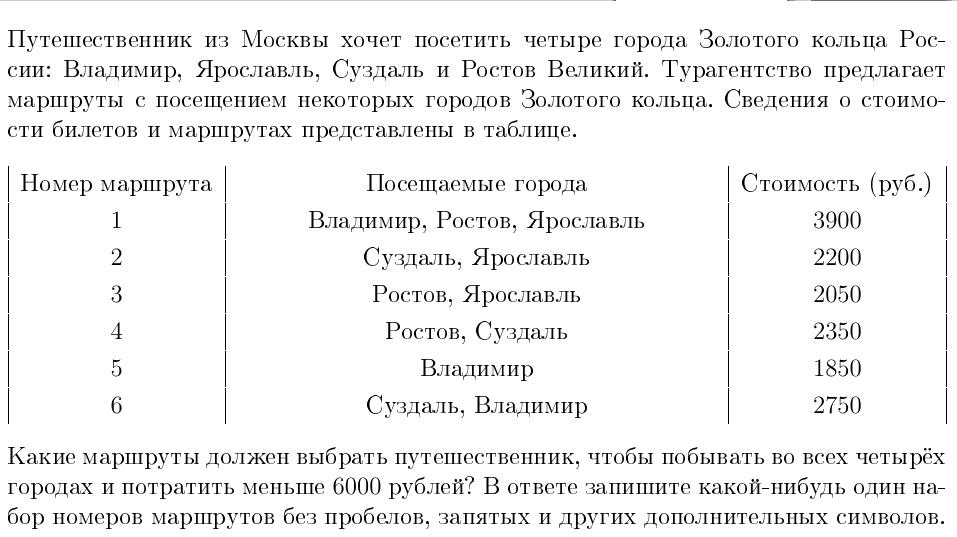 Путешественник из Москвы хочет посетить четыре города Золотого кольца Рос-
сии: Владимир, Ярославль, Суздаль и Ростов Великий. Турагентство предлагает
маршруты с посещением некоторых городов Золотого кольца. Сведения о стоимо-
сти билетов и маршрутах представлены в таблице.
Номер маршрута Посещаемые города Стоимость (руб.)
1 Владимир, Ростов, Ярославль 3900
2 Суздаль, Ярославль 2200
3 Ростов, Ярославль 2050
4 Ростов, Суздаль 2350
5 Владимир 1850
6 Суздаль, Владимир 2750
Какие маршруты должен выбрать путешественник, чтобы побывать во всех четырёх
городах и потратить меньше 6000 рублей? В ответе запишите какой-нибудь один на-
бор номеров маршрутов без пробелов, запятых и других дополнительных символов.